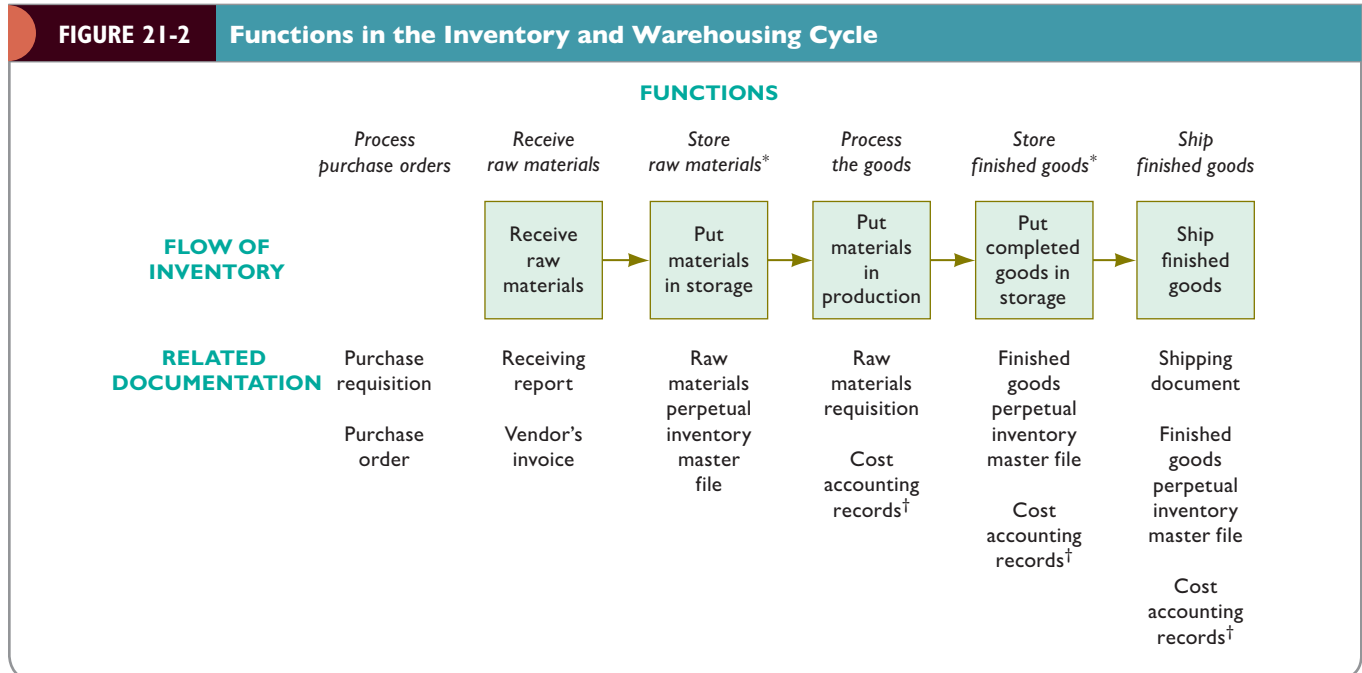 FIGURE 21-2 Functions in the Inventory and Warehousing Cycle
FUNCTIONS
Process
purchase orders
Receive
raw materials
Store
raw materials*
Process
the goods
Store
finished goods*
Ship
finished goods
FLOW OF
INVENTORY
Receive
raw
materials
Put
materials
in storage
Put
materials
in
production
Put
completed
goods in
storage
Ship
finished
goods
RELATED
DOCUMENTATION
Purchase
requisition
Purchase
order
Receiving
report
Vendor's
invoice
Raw
materials
perpetual
inventory
master
file
Raw
materials
requisition
Cost
accounting
records†
Finished
goods
perpetual
inventory
master file
Cost
accounting
records†
Shipping
document
Finished
goods
perpetual
inventory
master file
Cost
accounting
records†